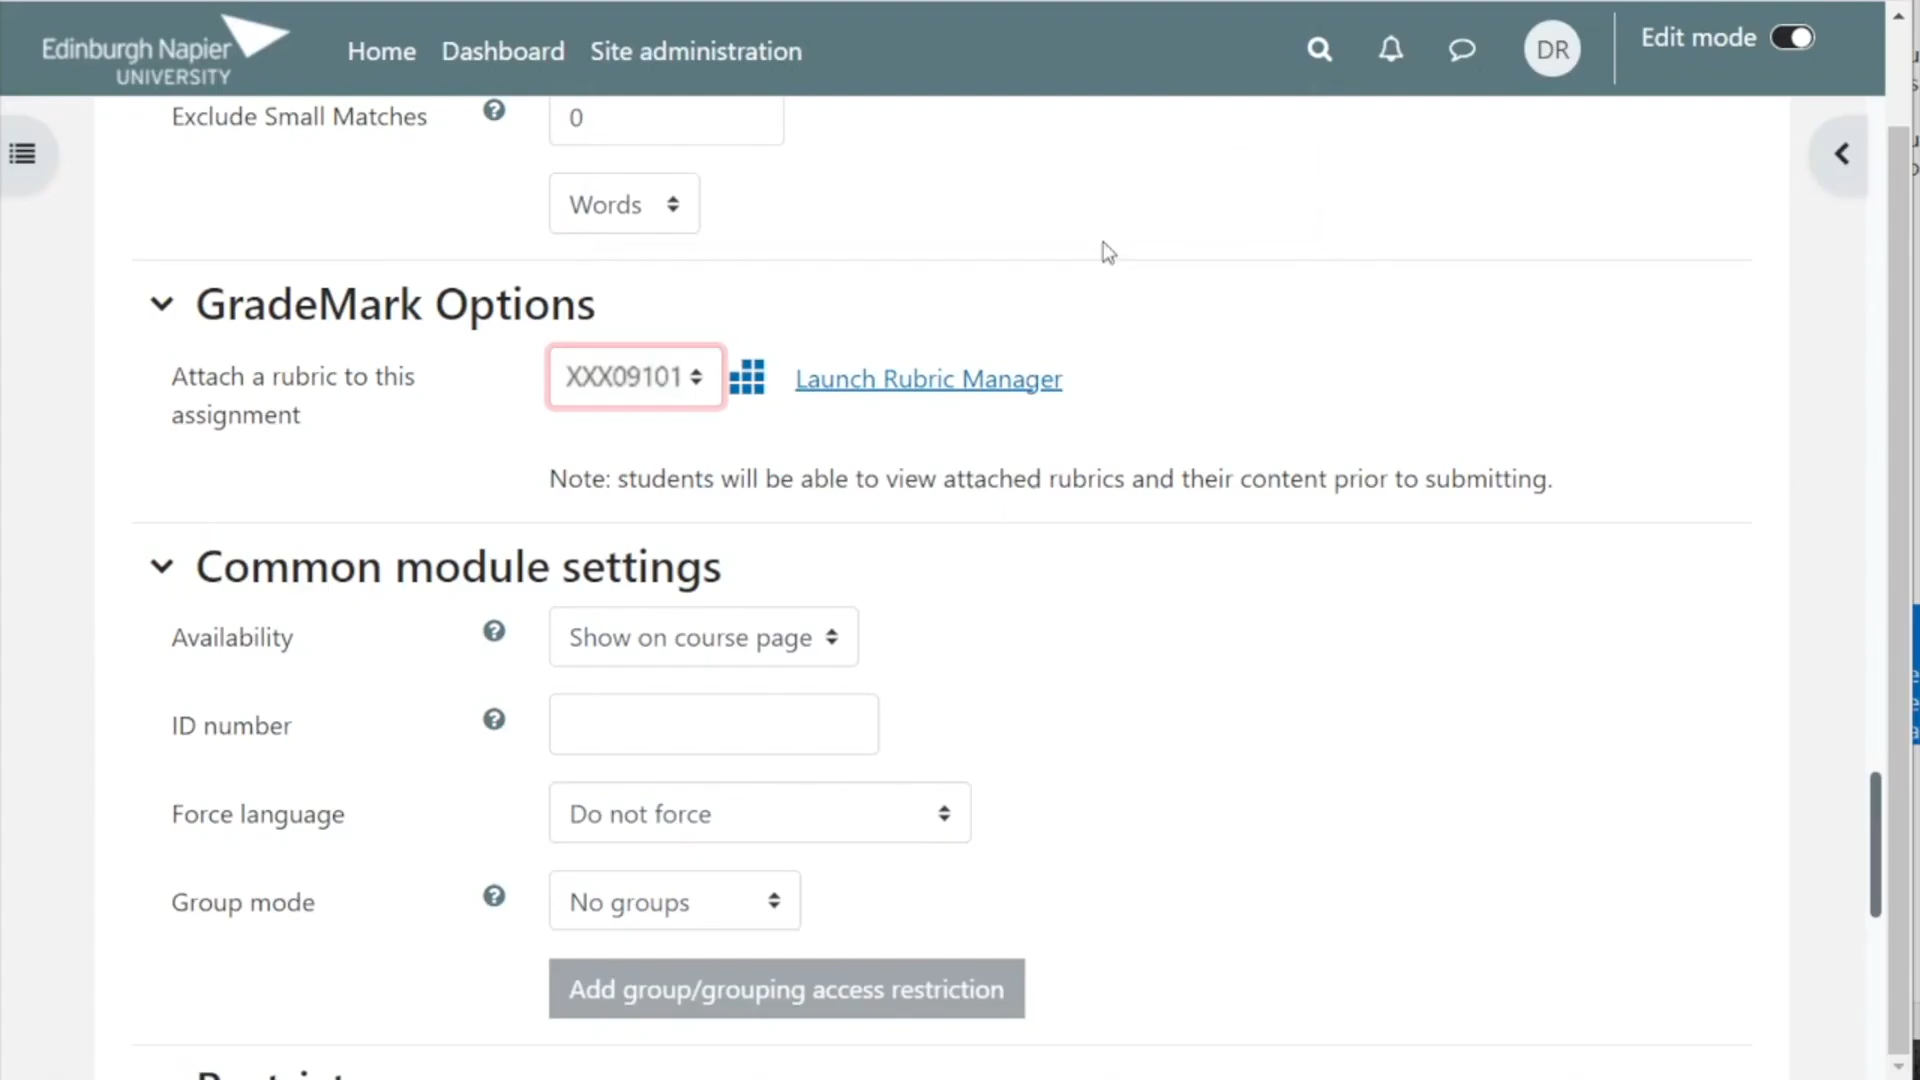 Edinburgh Napier
UNIVERSITY
Home Dashboard Site administration
DR
Edit mode
Exclude Small Matches
0
Words
GradeMark Options
Attach a rubric to this
assignment
XXX09101
Launch Rubric Manager
Note: students will be able to view attached rubrics and their content prior to submitting.
Common module settings
Availability
Show on course page
ID number
Force language
Do not force
Group mode
No groups
Add group/grouping access restriction